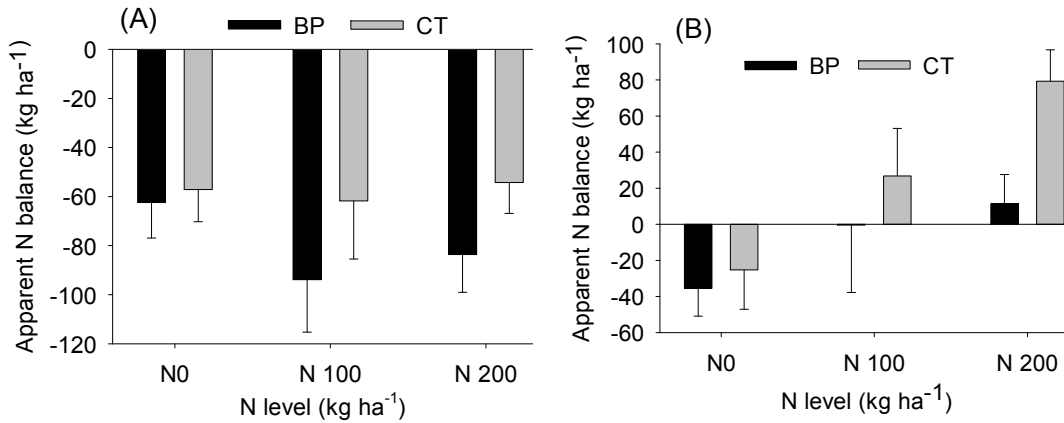 (A)
BP CT
Apparent N balance (kg ha-1)
0
-20
-40
-60
-80
-100
-120
N0 N 100 N 200
N level (kg ha-1)
(B)
BP CT
Apparent N balance (kg ha-1)
100
80
60
40
20
0
-20
-40
-60
N0 N 100 N 200
N level (kg ha-1)